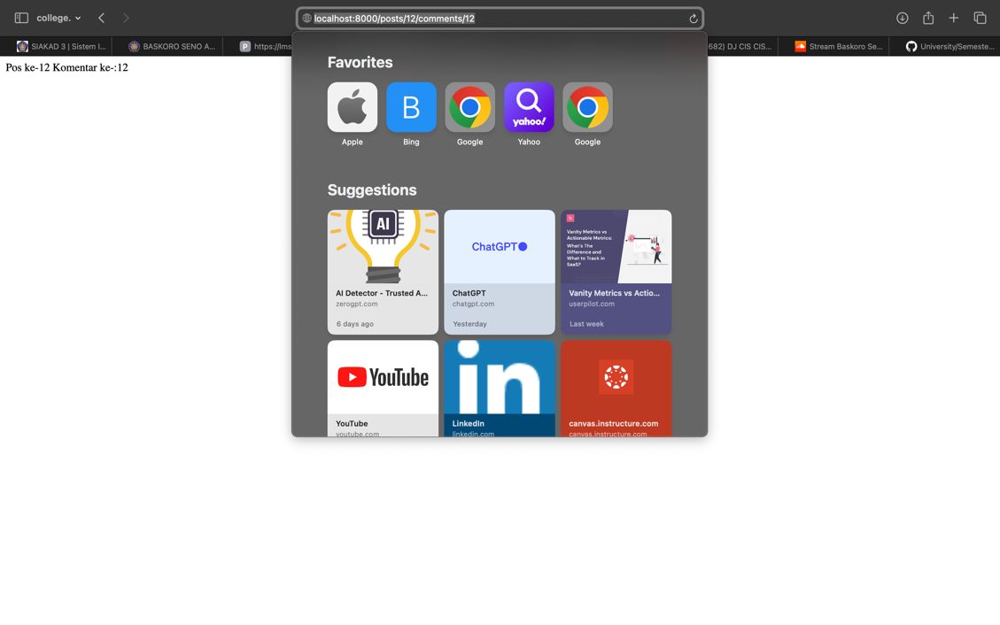 college.
localhost:8000/posts/12/comments/12
SIAKAD 3 | Sistem I...
BASKORO SENO A...
P
https://lms
682) DJ CIS CIS...
Stream Baskoro Se...
University/Semeste...
Pos ke-12 Komentar ke-:12
Favorites
B
yahoo!
Apple
Bing
Google
Yahoo
Google
Suggestions
AI
ChatGPT
Vanity Metrics vs
Actionable Metrics:
What's The
Difference and
What to Track in
SaaS?
AI Detector - Trusted A...
zerogpt.com
6 days ago
ChatGPT
chatgpt.com
Yesterday
Vanity Metrics vs Actio...
userpilot.com
Last week
YouTube
in
YouTube
youtube.com
LinkedIn
linkedin.com
canvas.instructure.com
canvas.instructure.com